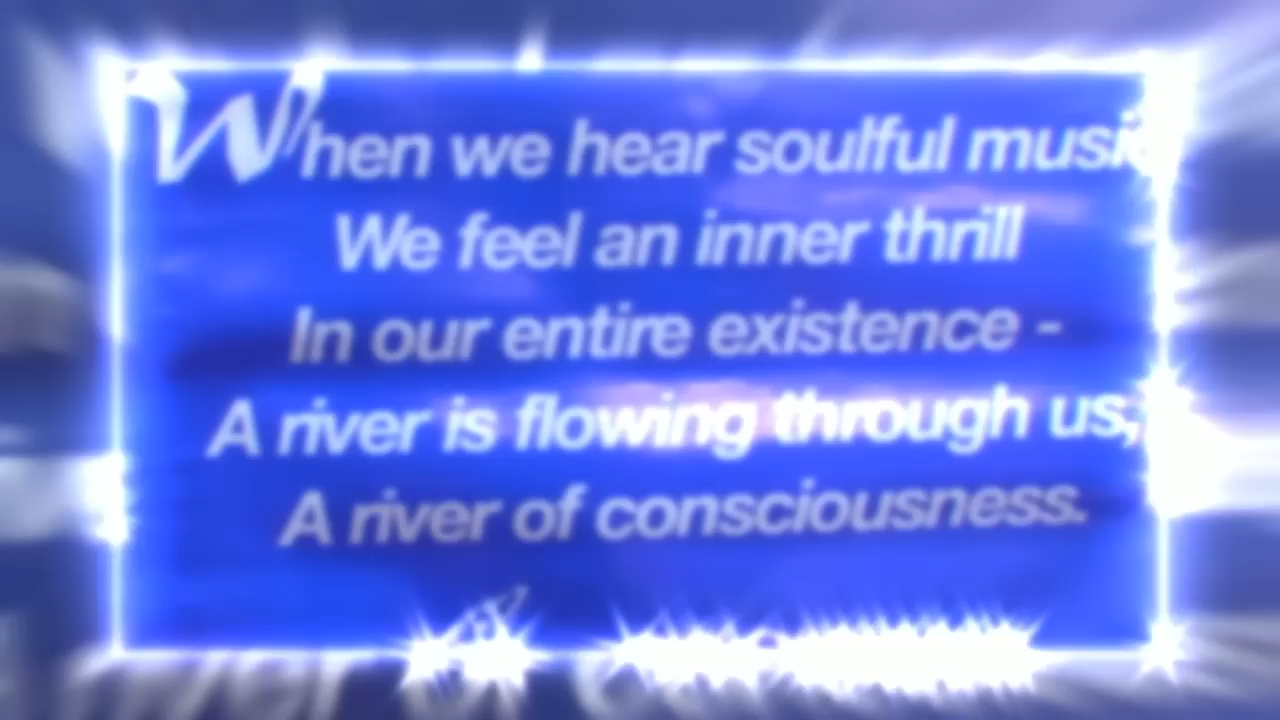 When we hear soulful music
We feel an inner thrill
In our entire existence -
A river is flowing through us,
A river of consciousness.